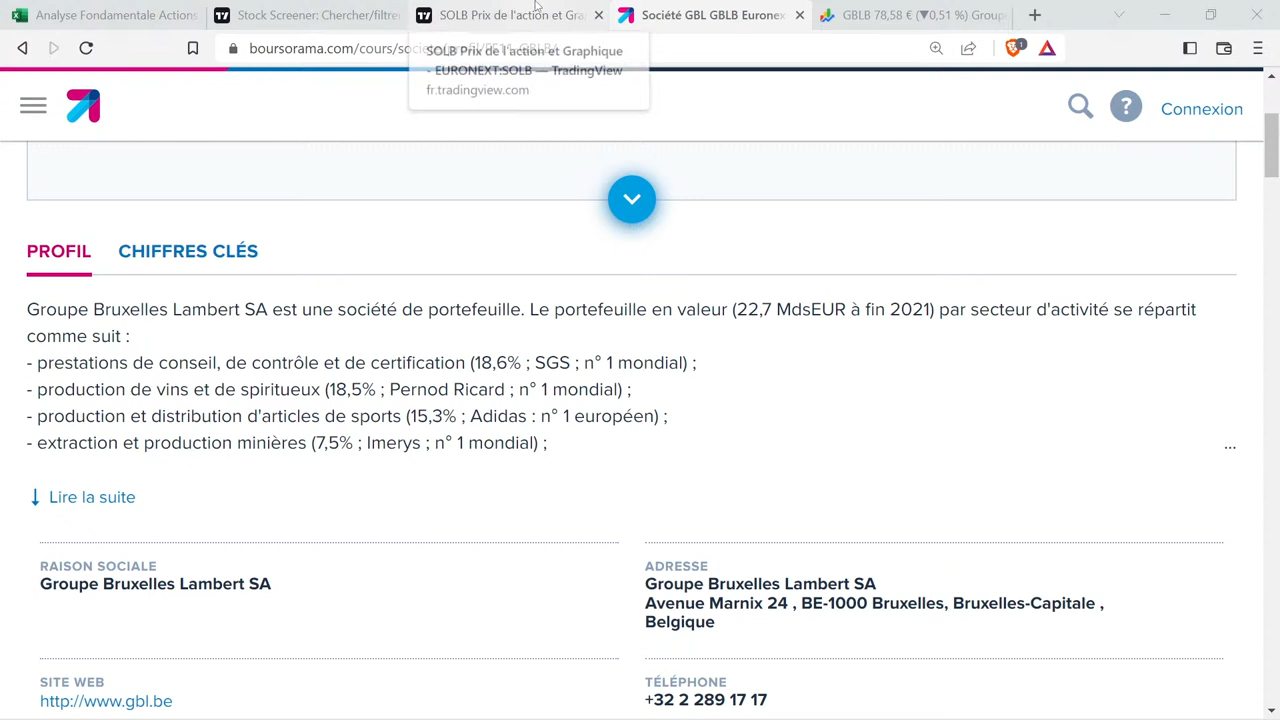 Analyse Fondamentale Actions
Stock Screener: Chercher/filtre
SOLB Prix de l'action et Gra
Société GBL GBLB Eurone
GBLB 78,58 € (▼0,51 %) Group
boursorama.com/cours/soc
SOLB Prix de l'action et Graphique
- EURONEXT:SOLB — TradingView
fr.tradingview.com
Connexion
PROFIL
CHIFFRES CLÉS
Groupe Bruxelles Lambert SA est une société de portefeuille. Le portefeuille en valeur (22,7 MdsEUR à fin 2021) par secteur d'activité se répartit
comme suit :
- prestations de conseil, de contrôle et de certification (18,6% ; SGS ; n° 1 mondial) ;
- production de vins et de spiritueux (18,5% ; Pernod Ricard ; n° 1 mondial) ;
- production et distribution d'articles de sports (15,3% ; Adidas : n° 1 européen) ;
- extraction et production minières (7,5% ; Imerys ; n° 1 mondial) ;
...
Lire la suite
RAISON SOCIALE
Groupe Bruxelles Lambert SA
ADRESSE
Groupe Bruxelles Lambert SA
Avenue Marnix 24 , BE-1000 Bruxelles, Bruxelles-Capitale ,
Belgique
SITE WEB
http://www.gbl.be
TÉLÉPHONE
+32 2 289 17 17